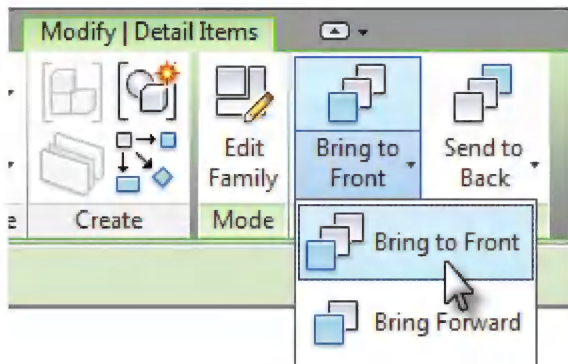 Modify | Detail Items
Edit
Family
Bring to
Front
Send to
Back
Create
Mode
Bring to Front
Bring Forward